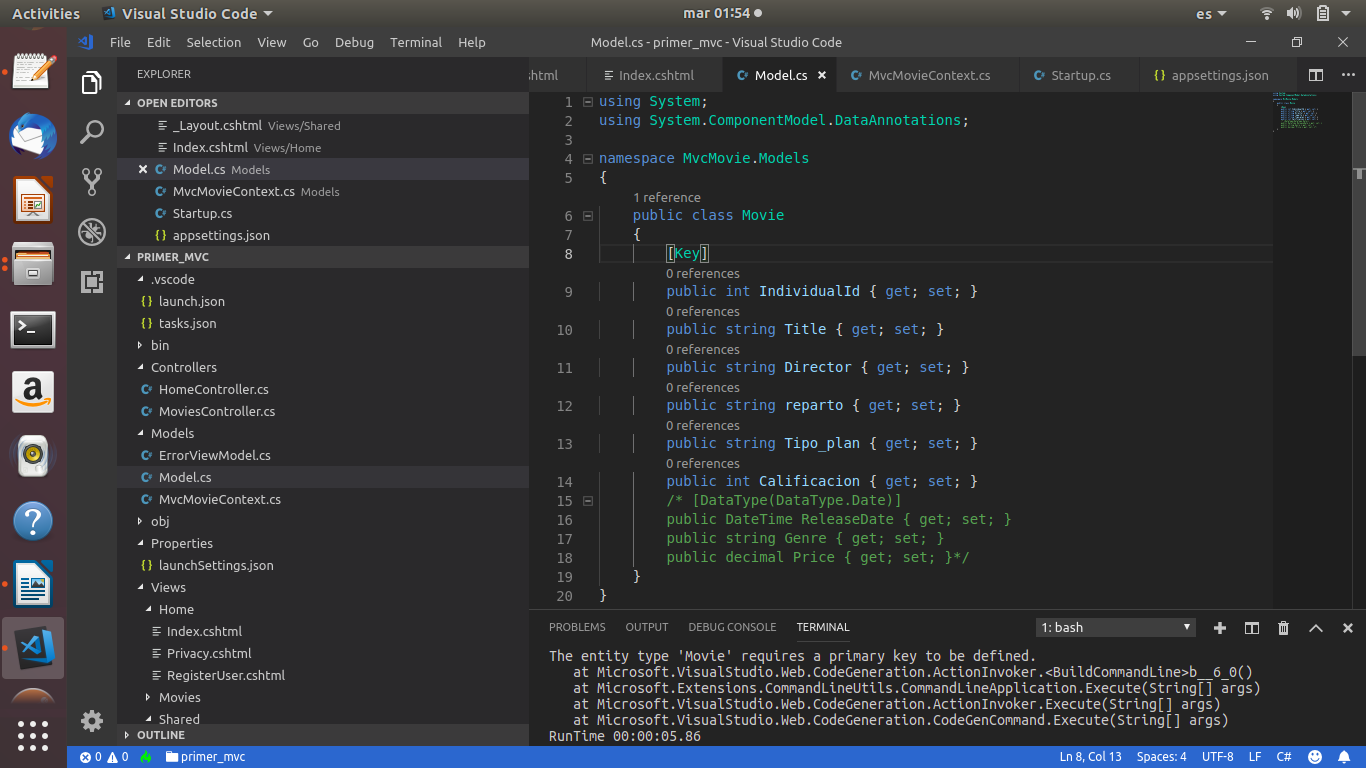 Activities
Visual Studio Code
mar 01:54
es
File Edit Selection View Go Debug Terminal Help
Model.cs - primer_mvc - Visual Studio Code
EXPLORER
OPEN EDITORS
_Layout.cshtml Views/Shared
Index.cshtml Views/Home
Model.cs Models
MvcMovieContext.cs Models
Startup.cs
{} appsettings.json
PRIMER_MVC
.vscode
{} launch.json
{} tasks.json
bin
Controllers
HomeController.cs
MoviesController.cs
Models
ErrorViewModel.cs
Model.cs
MvcMovieContext.cs
obj
Properties
{} launchSettings.json
Views
Home
Index.cshtml
Privacy.cshtml
RegisterUser.cshtml
Movies
Shared
OUTLINE
shtml
Index.cshtml
Model.cs
MvcMovieContext.cs
Startup.cs
{} appsettings.json
1 using System;
2 using System.ComponentModel.DataAnnotations;
3
4 namespace MvcMovie.Models
5 {
1 reference
6 public class Movie
7 {
8 [Key]
0 references
9 public int IndividualId { get; set; }
0 references
10 public string Title { get; set; }
0 references
11 public string Director { get; set; }
0 references
12 public string reparto { get; set; }
0 references
13 public string Tipo_plan { get; set; }
0 references
14 public int Calificacion { get; set; }
15 /* [DataType(DataType.Date)]
16 public DateTime ReleaseDate { get; set; }
17 public string Genre { get; set; }
18 public decimal Price { get; set; }*/
19 }
20 }
PROBLEMS OUTPUT DEBUG CONSOLE TERMINAL
1: bash
The entity type 'Movie' requires a primary key to be defined.
at Microsoft.VisualStudio.Web.CodeGeneration.ActionInvoker.<BuildCommandLine>b__6_0()
at Microsoft.Extensions.CommandLineUtils.CommandLineApplication.Execute(String[] args)
at Microsoft.VisualStudio.Web.CodeGeneration.ActionInvoker.Execute(String[] args)
at Microsoft.VisualStudio.Web.CodeGeneration.CodeGenCommand.Execute(String[] args)
RunTime 00:00:05.86
0 0 primer_mvc
Ln 8, Col 13 Spaces: 4 UTF-8 LF C#